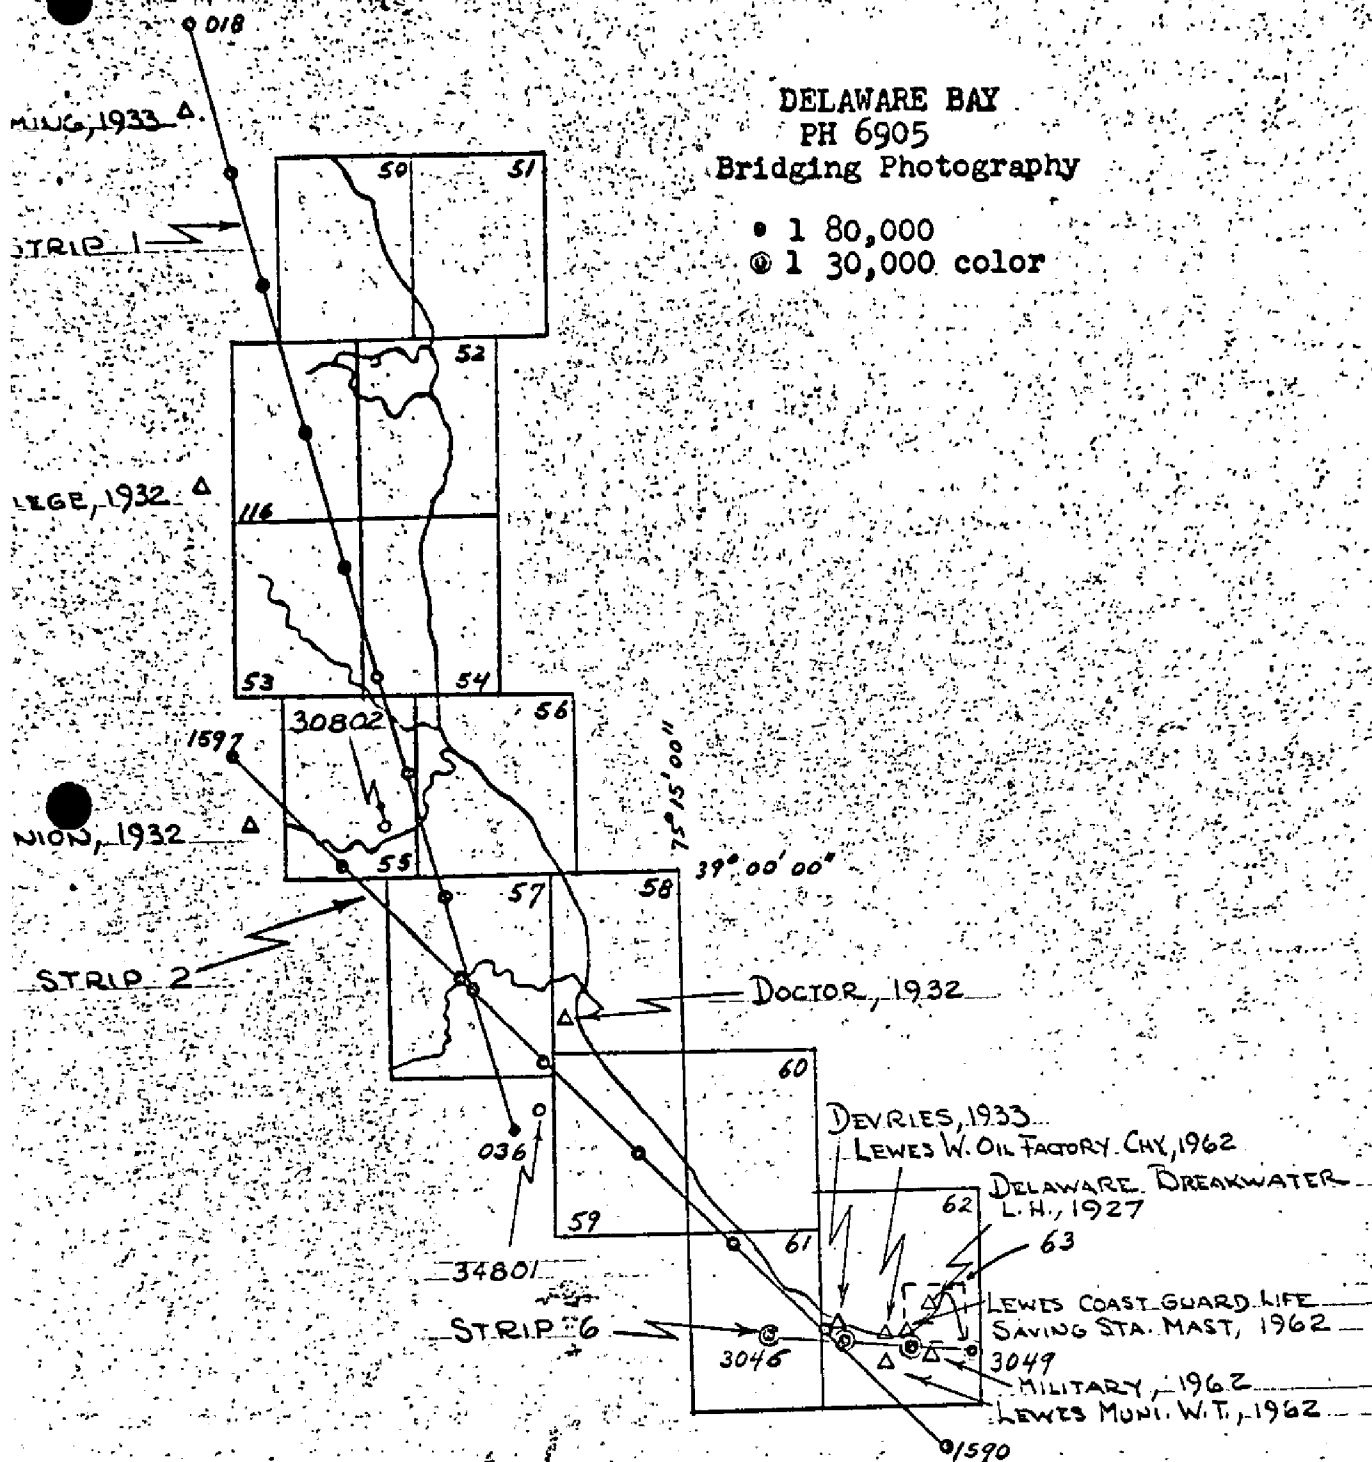 018
DELAWARE BAY
PH 6905
Bridging Photography
1 80,000
1 30,000 color
MING, 1933
50
51
STRIP 1
52
LEGE, 1932
116
53
54
30802
56
1597
75° 15' 00"
NION, 1932
55
39° 00' 00"
57
58
STRIP 2
DOCTOR, 1932
60
036
DEVRIES, 1933
LEWES W. OIL FACTORY CHY, 1962
DELAWARE BREAKWATER
L.H., 1927
62
59
61
63
34801
LEWES COAST GUARD LIFE
SAVING STA. MAST, 1962
STRIP 6
3046
3049
MILITARY, 1962
LEWES MUNI. W.T., 1962
1590